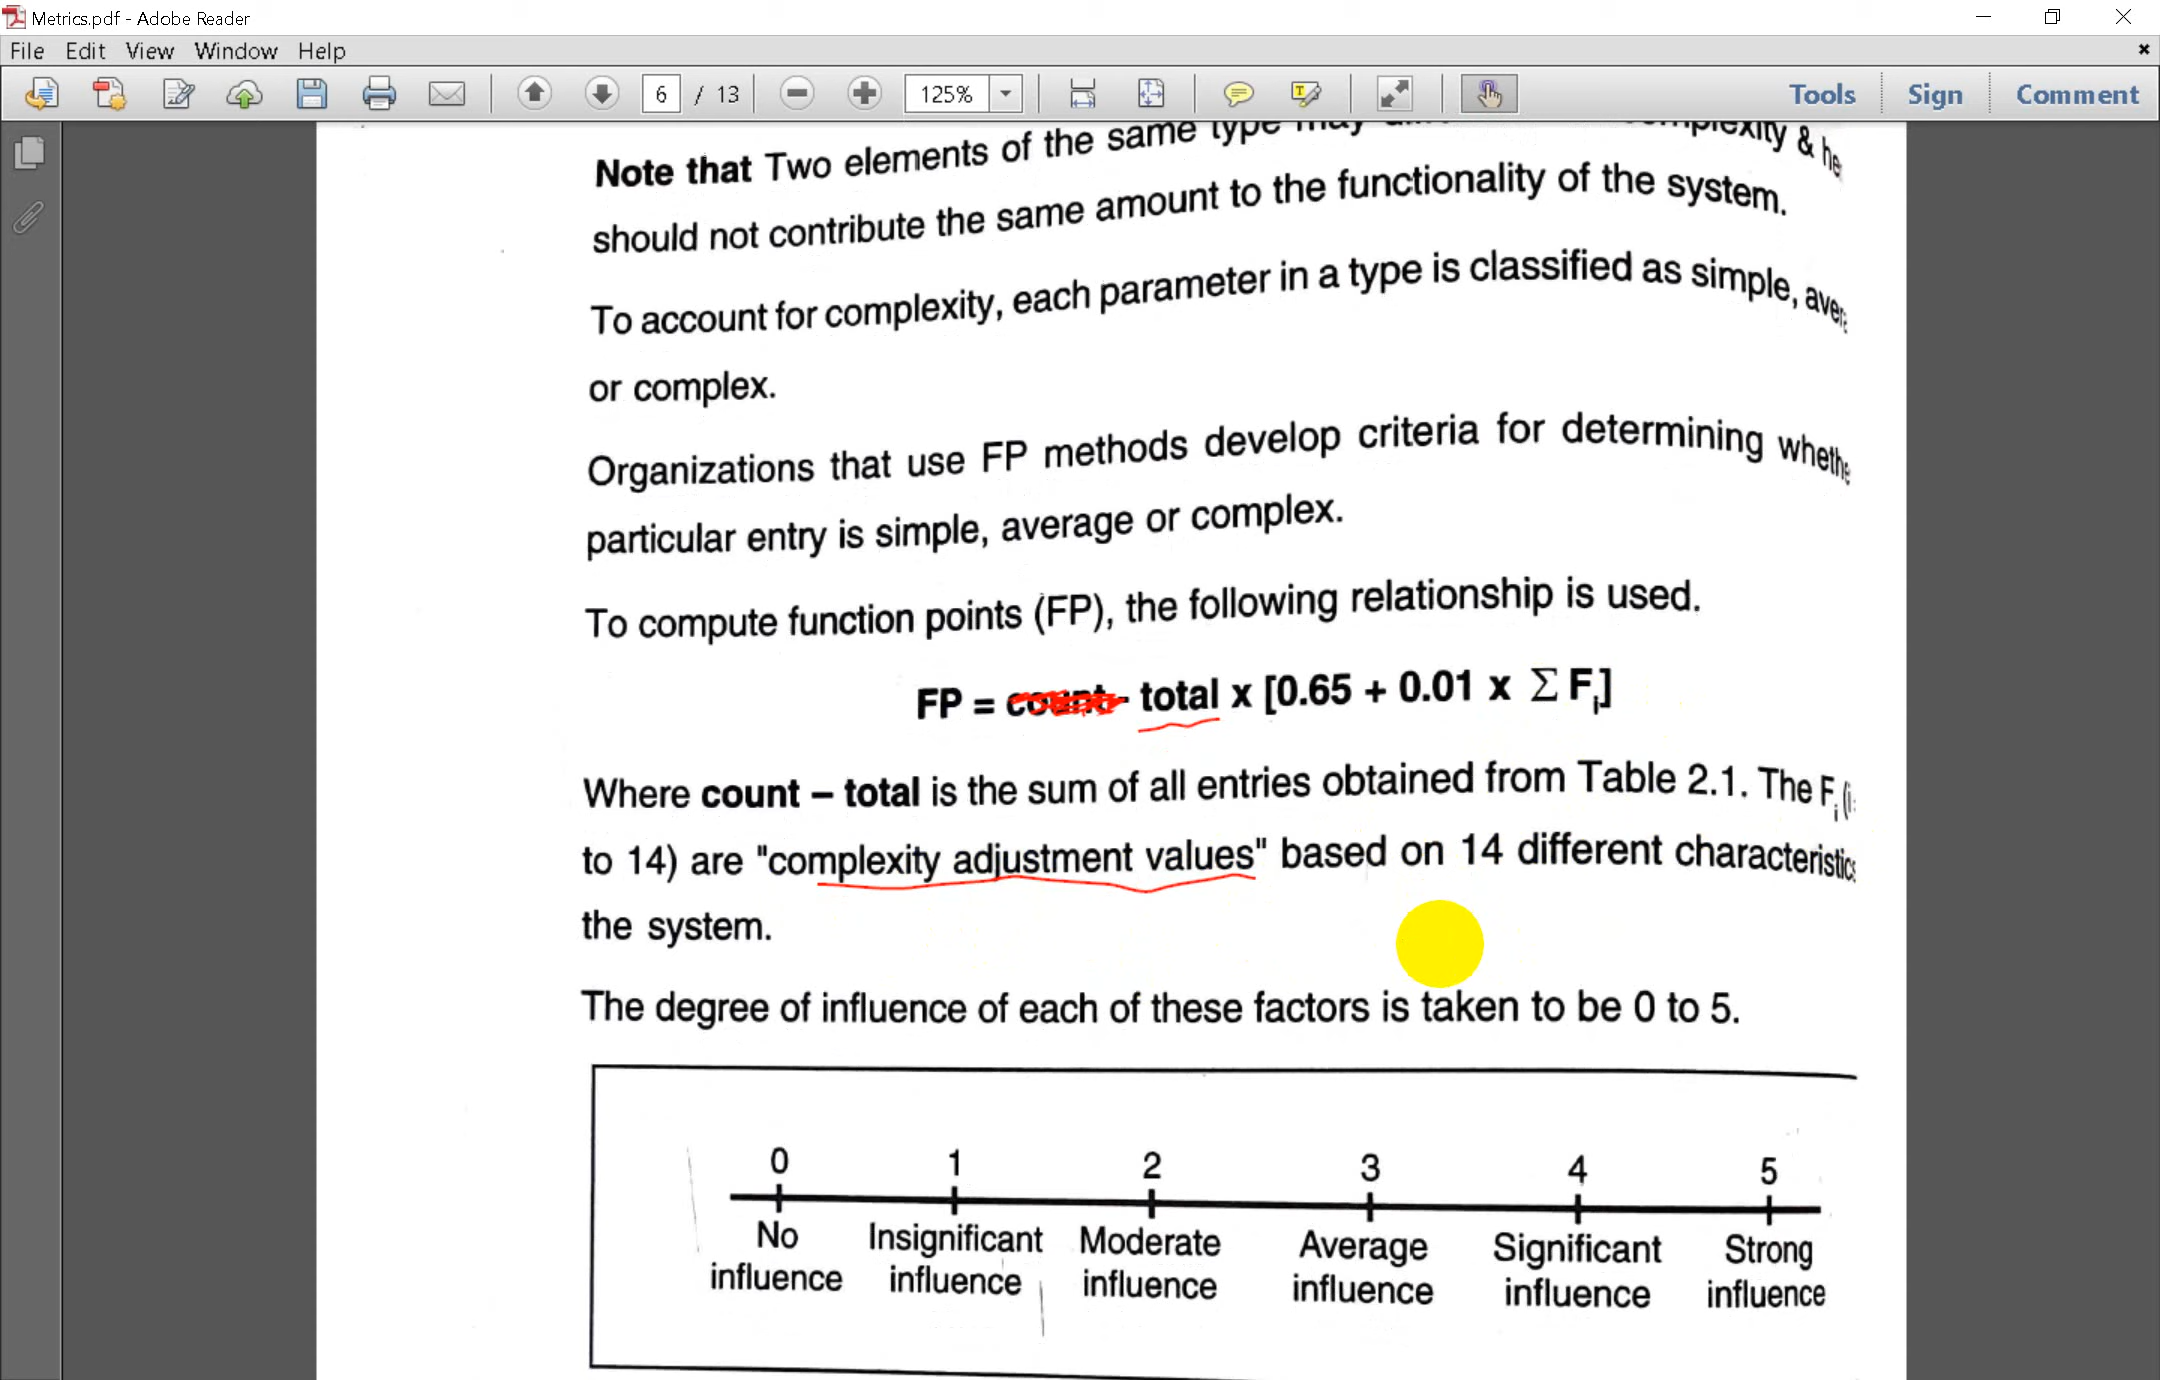 Metrics.pdf - Adobe Reader
File Edit View Window Help
6 / 13 125% Tools Sign Comment
Note that Two elements of the same type may &
should not contribute the same amount to the functionality of the system.
To account for complexity, each parameter in a type is classified as simple,
or complex.
Organizations that use FP methods develop criteria for determining
particular entry is simple, average or complex.
To compute function points (FP), the following relationship is used.
FP = count - total x [0.65 + 0.01 x Σ Fi]
Where count – total is the sum of all entries obtained from Table 2.1. The Fi
to 14) are "complexity adjustment values" based on 14 different characteristics
the system.
The degree of influence of each of these factors is taken to be 0 to 5.
0 1 2 3 4 5
No Insignificant Moderate Average Significant Strong
influence influence influence influence influence influence